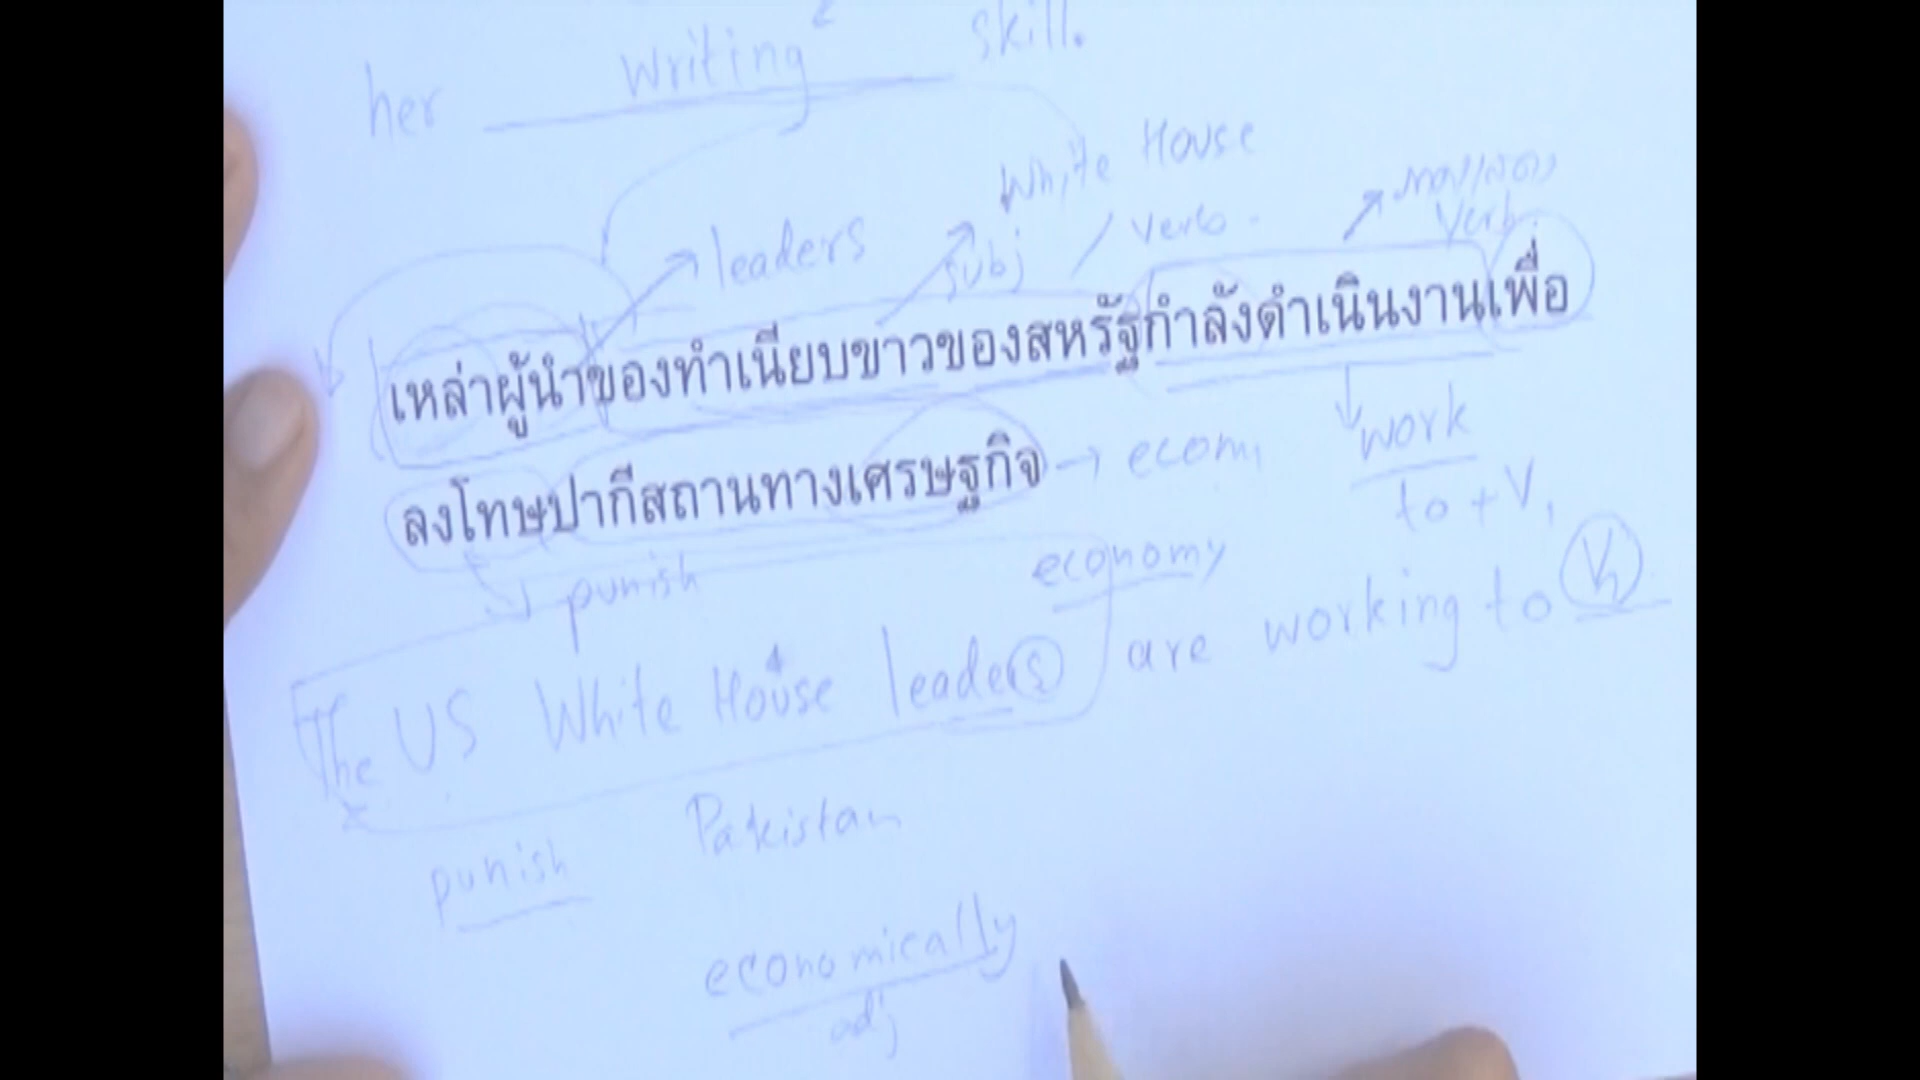 her writing skill.
White House
leaders subj / verb. verb
เหล่าผู้นำของทำเนียบขาวของสหรัฐกำลังดำเนินงานเพื่อ
work
ลงโทษปากีสถานทางเศรษฐกิจ → ecom
to + V1
punish economy
The US White House leaders are working to V1
punish Pakistan
economically
adj